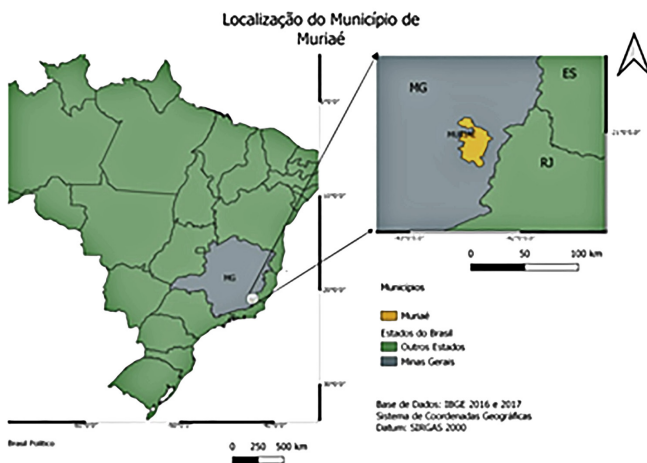 Localização do Município de
Muriaé
MG
ES
RJ
MG
0 50 100 km
Municípios
Muriaé
Estados do Brasil
Outros Estados
Minas Gerais
Base de Dados: IBGE 2016 e 2017
Sistema de Coordenadas Geográficas
Datum: SIRGAS 2000
Brasil Político
0 250 500 km